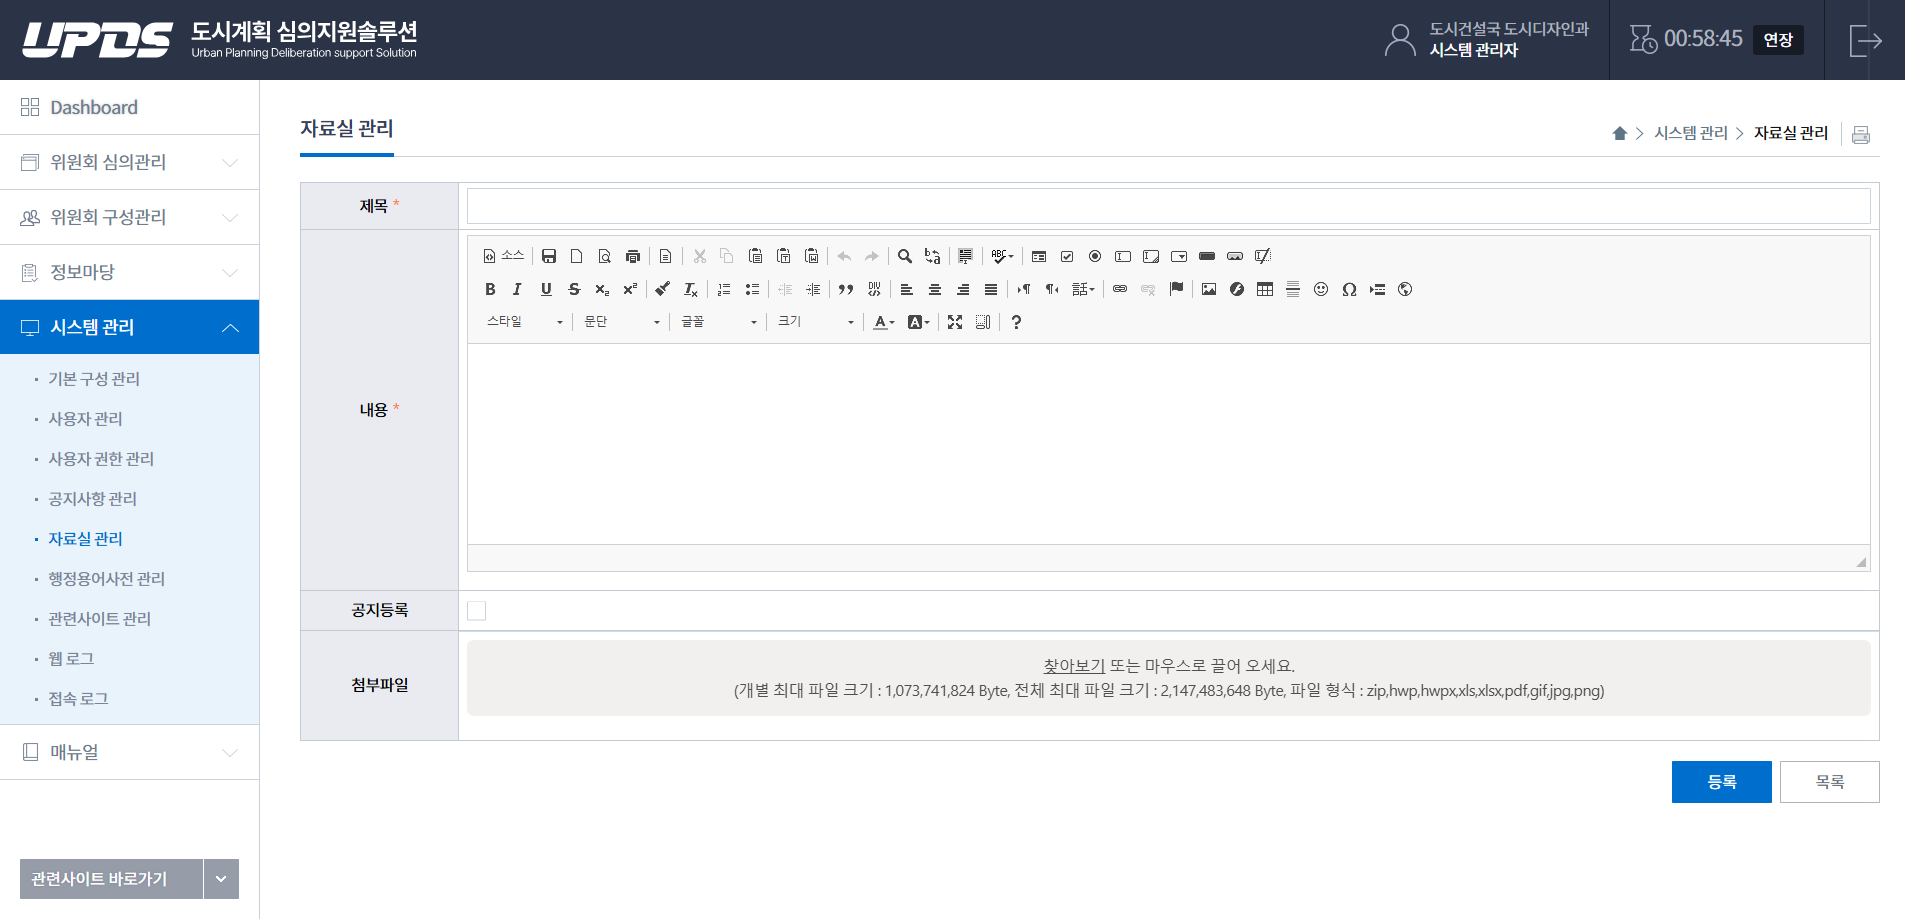 UPDS 도시계획 심의지원솔루션
Urban Planning Deliberation support Solution
도시건설국 도시디자인과
시스템 관리자
00:58:45 연장
Dashboard
위원회 심의관리
위원회 구성관리
정보마당
시스템 관리
· 기본 구성 관리
· 사용자 관리
· 사용자 권한 관리
· 공지사항 관리
· 자료실 관리
· 행정용어사전 관리
· 관련사이트 관리
· 웹 로그
· 접속 로그
매뉴얼
관련사이트 바로가기
자료실 관리
> 시스템 관리 > 자료실 관리
제목 *
내용 *
소스
스타일 문단 글꼴 크기
공지등록
첨부파일
찾아보기 또는 마우스로 끌어 오세요.
(개별 최대 파일 크기 : 1,073,741,824 Byte, 전체 최대 파일 크기 : 2,147,483,648 Byte, 파일 형식 : zip,hwp,hwpx,xls,xlsx,pdf,gif,jpg,png)
등록 목록